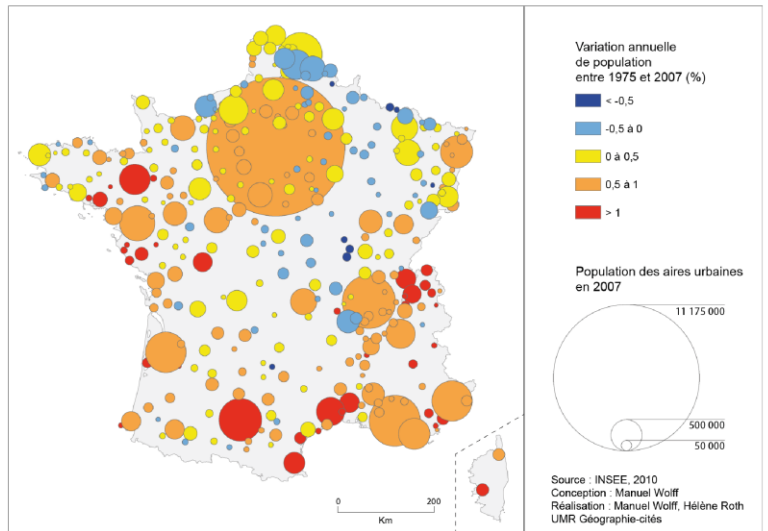 Variation annuelle
de population
entre 1975 et 2007 (%)
< -0,5
-0,5 à 0
0 à 0,5
0,5 à 1
> 1
Population des aires urbaines
en 2007
11 175 000
500 000
50 000
0
200
Km
Source : INSEE, 2010
Conception : Manuel Wolff
Réalisation : Manuel Wolff, Hélène Roth
UMR Géographie-cités